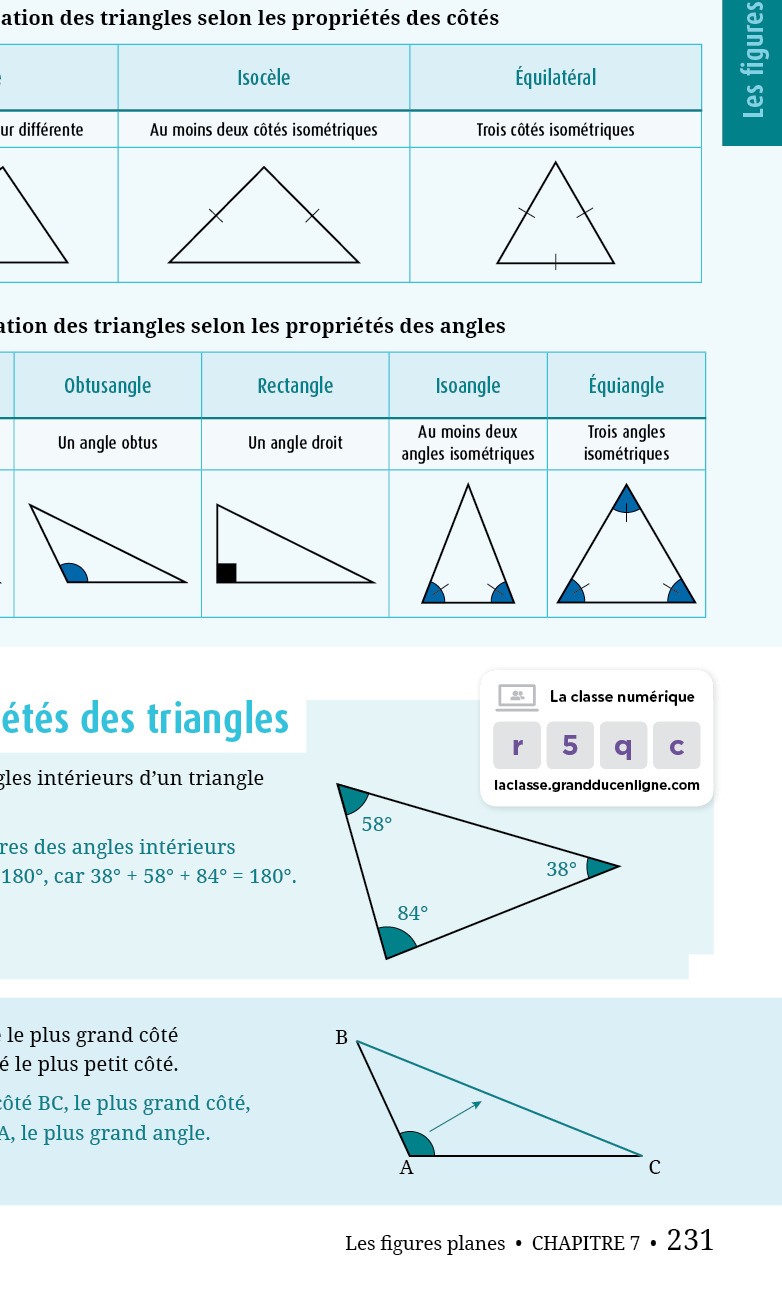 ation des triangles selon les propriétés des côtés
Les figures
e
Isocèle
Équilatéral
ur différente
Au moins deux côtés isométriques
Trois côtés isométriques
ation des triangles selon les propriétés des angles
Obtusangle
Rectangle
Isoangle
Équiangle
Un angle obtus
Un angle droit
Au moins deux
angles isométriques
Trois angles
isométriques
La classe numérique
r 5 q c
laclasse.grandducenligne.com
étés des triangles
gles intérieurs d’un triangle
res des angles intérieurs
180°, car 38° + 58° + 84° = 180°.
58°
38°
84°
e le plus grand côté
é le plus petit côté.
côté BC, le plus grand côté,
A, le plus grand angle.
B
A
C
Les figures planes • CHAPITRE 7 • 231